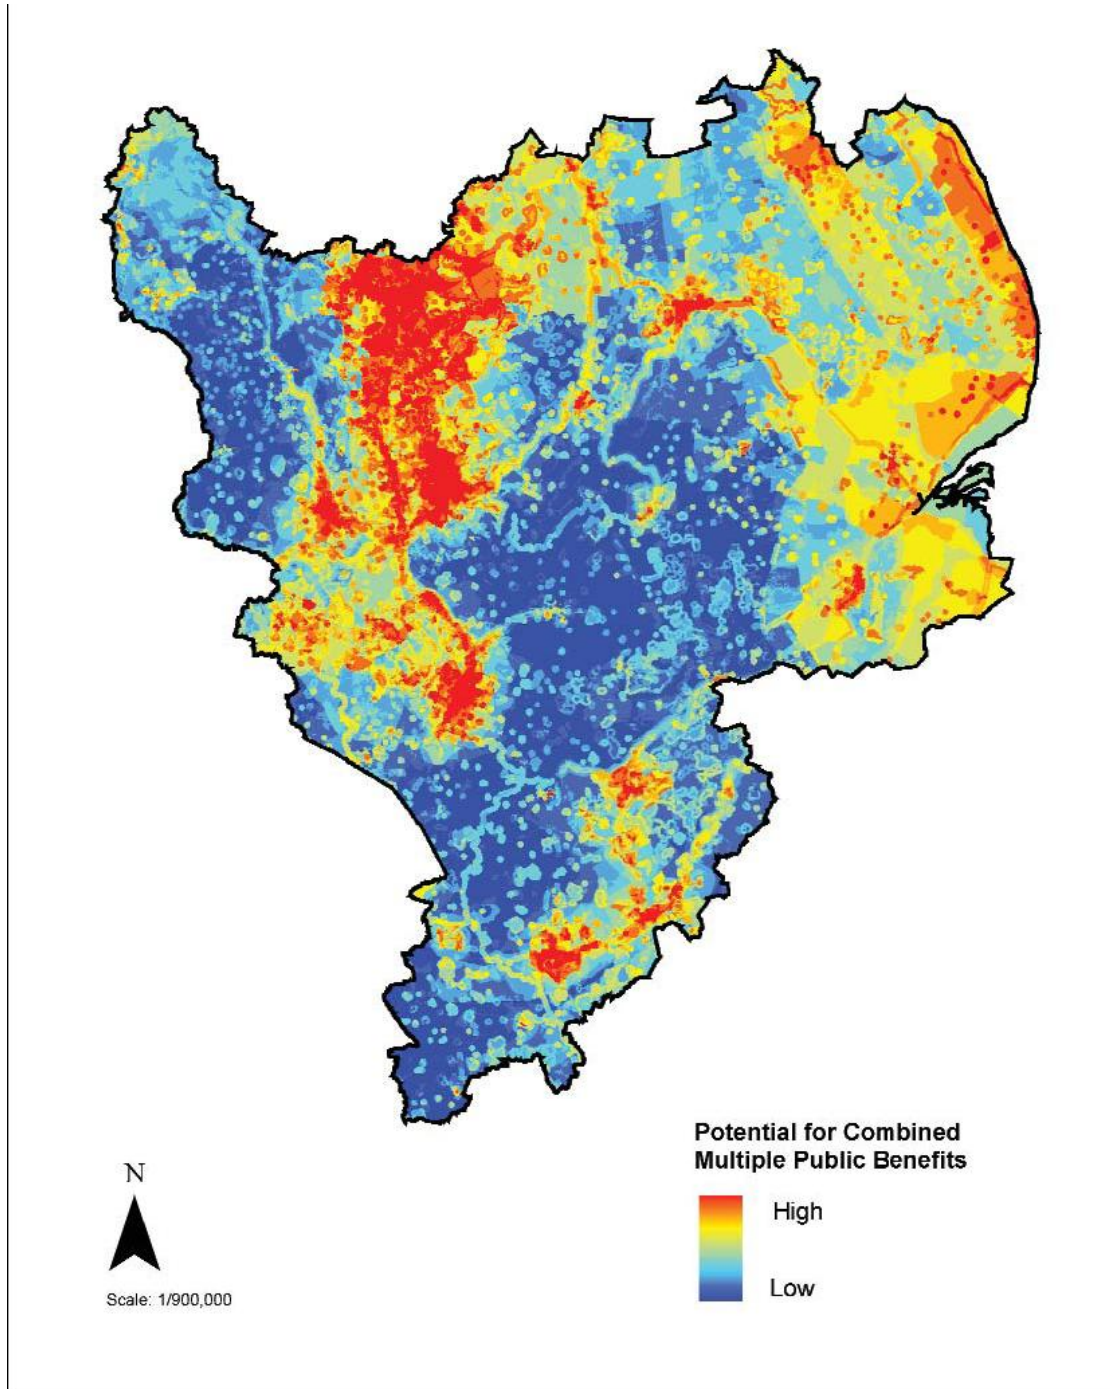 Potential for Combined
Multiple Public Benefits
High
Low
N
Scale: 1/900,000